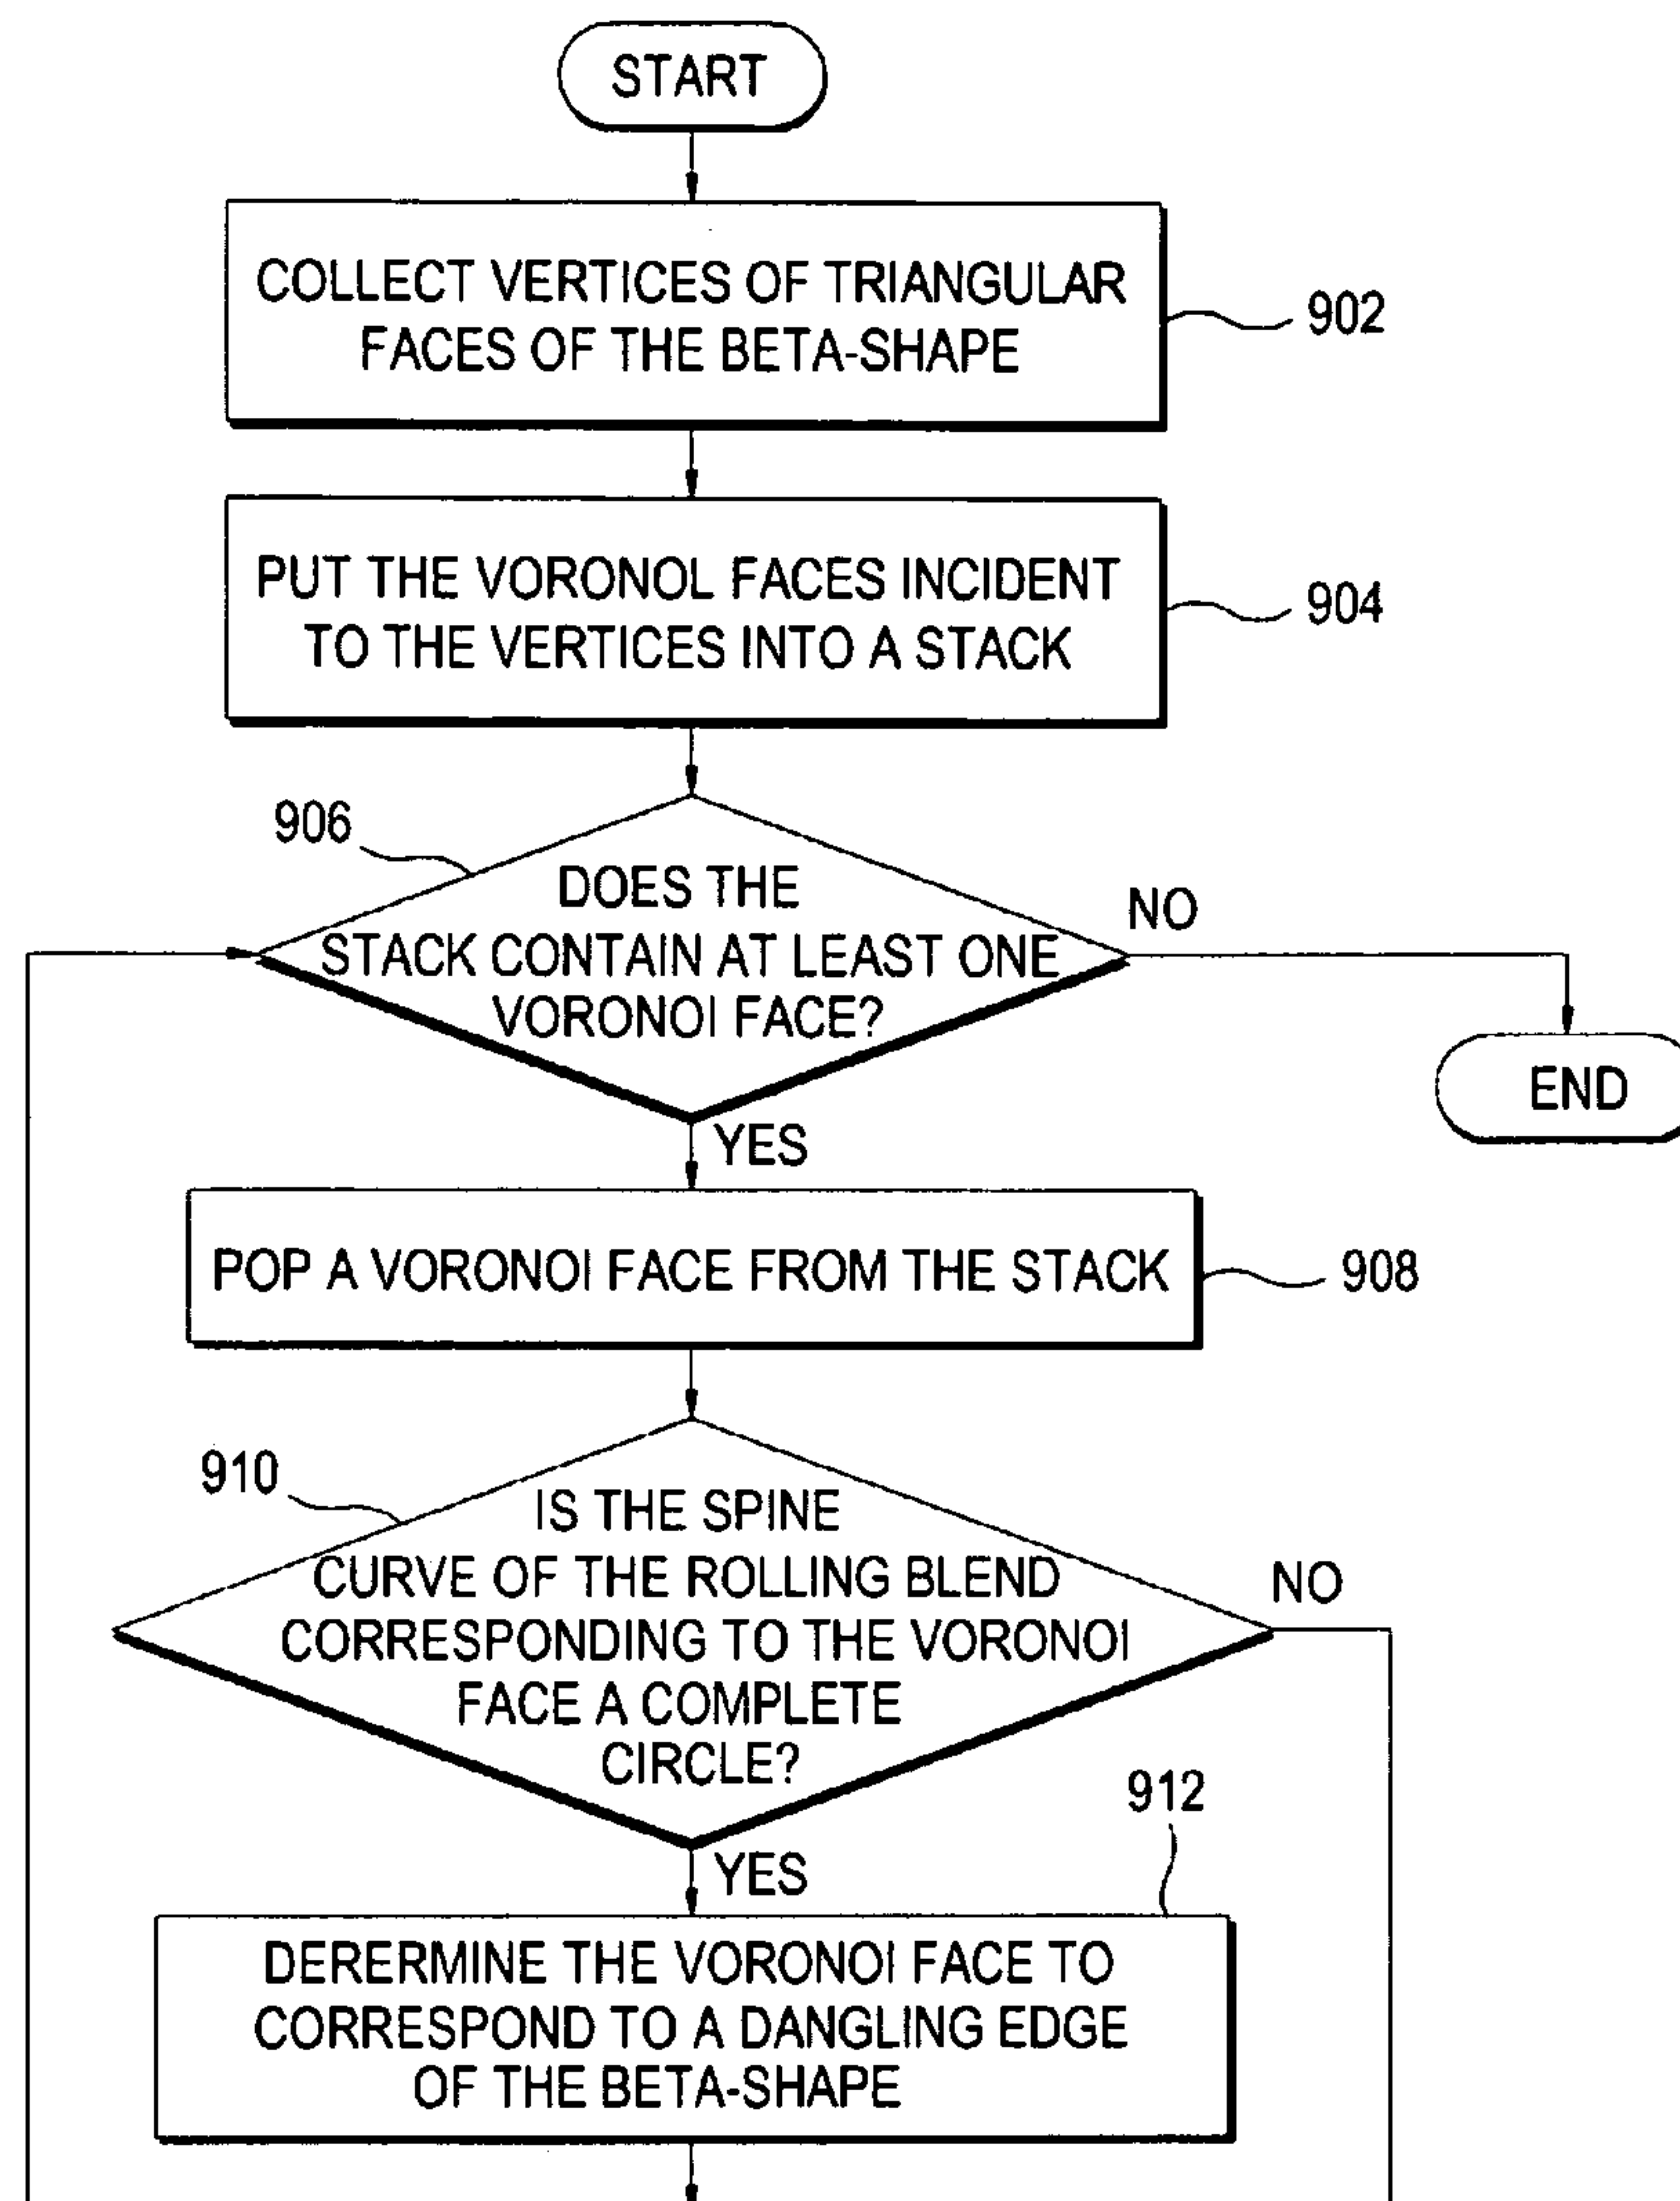 START
COLLECT VERTICES OF TRIANGULAR
FACES OF THE BETA-SHAPE
902
PUT THE VORONOL FACES INCIDENT
TO THE VERTICES INTO A STACK
904
906
DOES THE
STACK CONTAIN AT LEAST ONE
VORONOI FACE?
NO
END
YES
POP A VORONOI FACE FROM THE STACK
908
910
IS THE SPINE
CURVE OF THE ROLLING BLEND
CORRESPONDING TO THE VORONOI
FACE A COMPLETE
CIRCLE?
NO
912
YES
DERERMINE THE VORONOI FACE TO
CORRESPOND TO A DANGLING EDGE
OF THE BETA-SHAPE